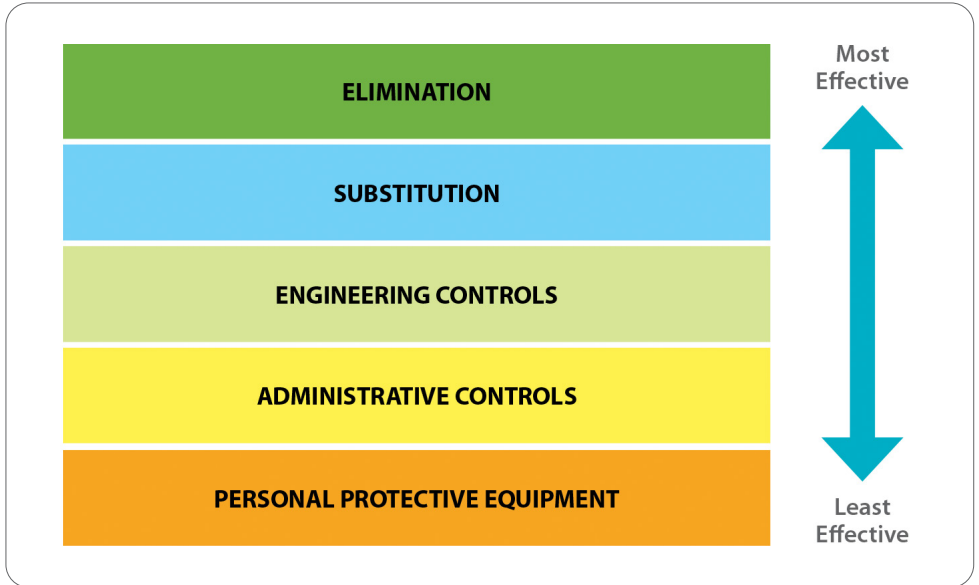 ELIMINATION
SUBSTITUTION
ENGINEERING CONTROLS
ADMINISTRATIVE CONTROLS
PERSONAL PROTECTIVE EQUIPMENT
Most
Effective
Least
Effective